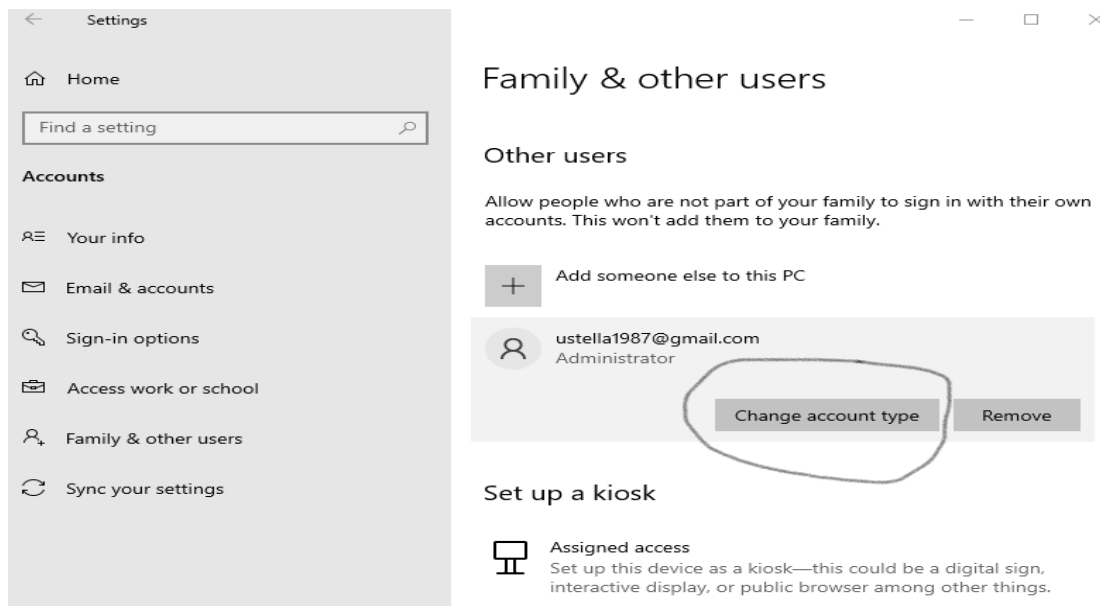 Settings
Home
Find a setting
Accounts
Your info
Email & accounts
Sign-in options
Access work or school
Family & other users
Sync your settings
Family & other users
Other users
Allow people who are not part of your family to sign in with their own
accounts. This won't add them to your family.
Add someone else to this PC
ustella1987@gmail.com
Administrator
Change account type
Remove
Set up a kiosk
Assigned access
Set up this device as a kiosk—this could be a digital sign,
interactive display, or public browser among other things.